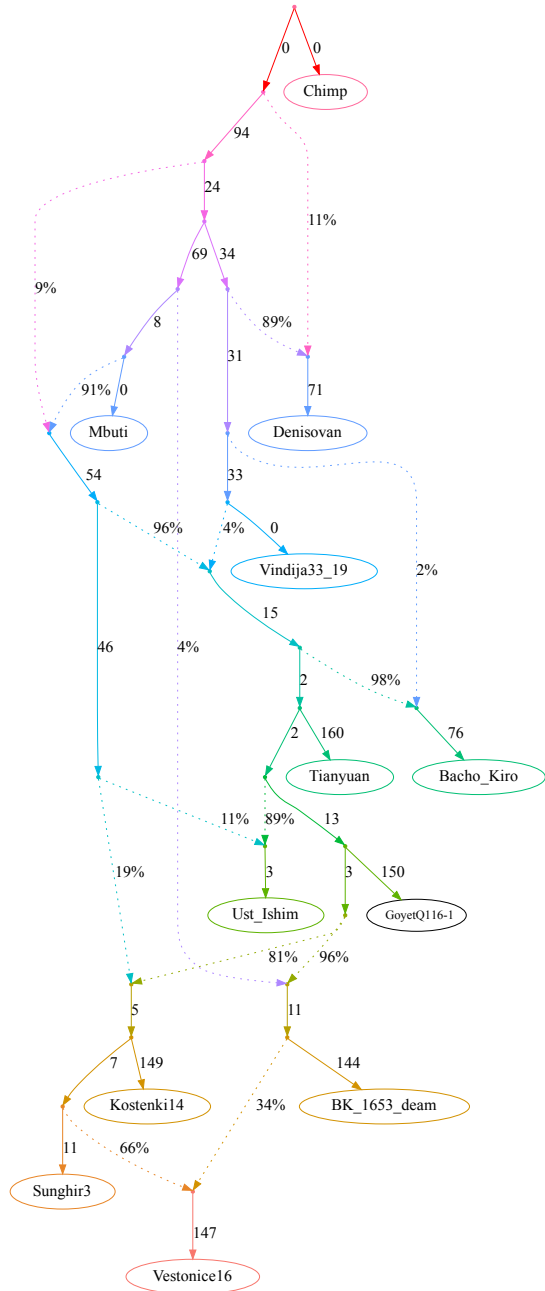 0 0
Chimp
94
24
11%
69 34
9%
8 89%
31
91% 0 71
Mbuti Denisovan
54 33
96% 4% 0
Vindija33_19 2%
15
46 4%
2 98%
2 160 76
Tianyuan Bacho_Kiro
11% 89% 13
19% 3 3 150
Ust_Ishim GoyetQ116-1
81% 96%
5 11
7 149 144
Kostenki14 34% BK_1653_deam
11 66%
Sunghir3
147
Vestonice16